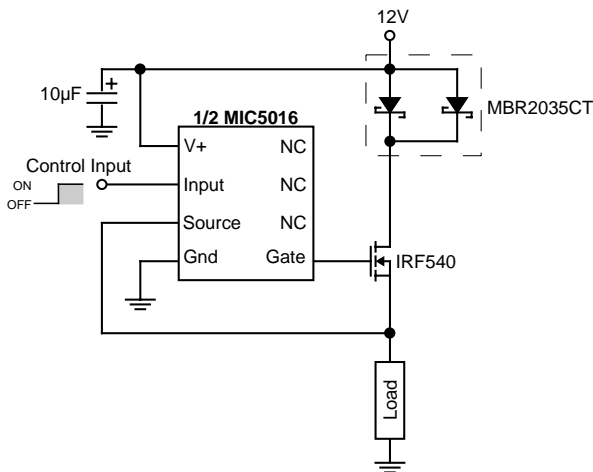 12V
10µF
+
MBR2035CT
1/2 MIC5016
V+ NC
Control Input
ON
OFF
Input NC
Source NC
Gnd Gate
IRF540
Load